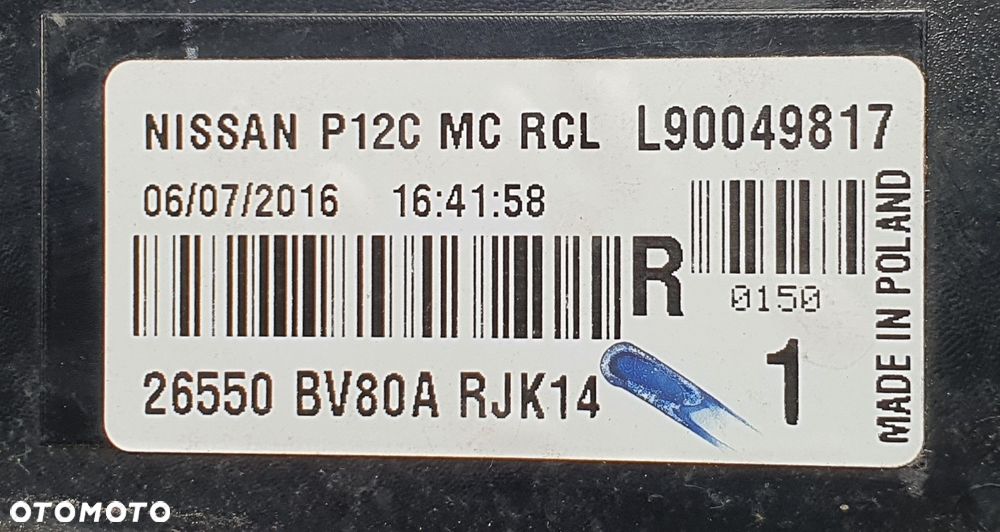 NISSAN P12C MC RCL L90049817
06/07/2016 16:41:58
R
0150
26550 BV80A RJK14
1
MADE IN POLAND
OTOMOTO